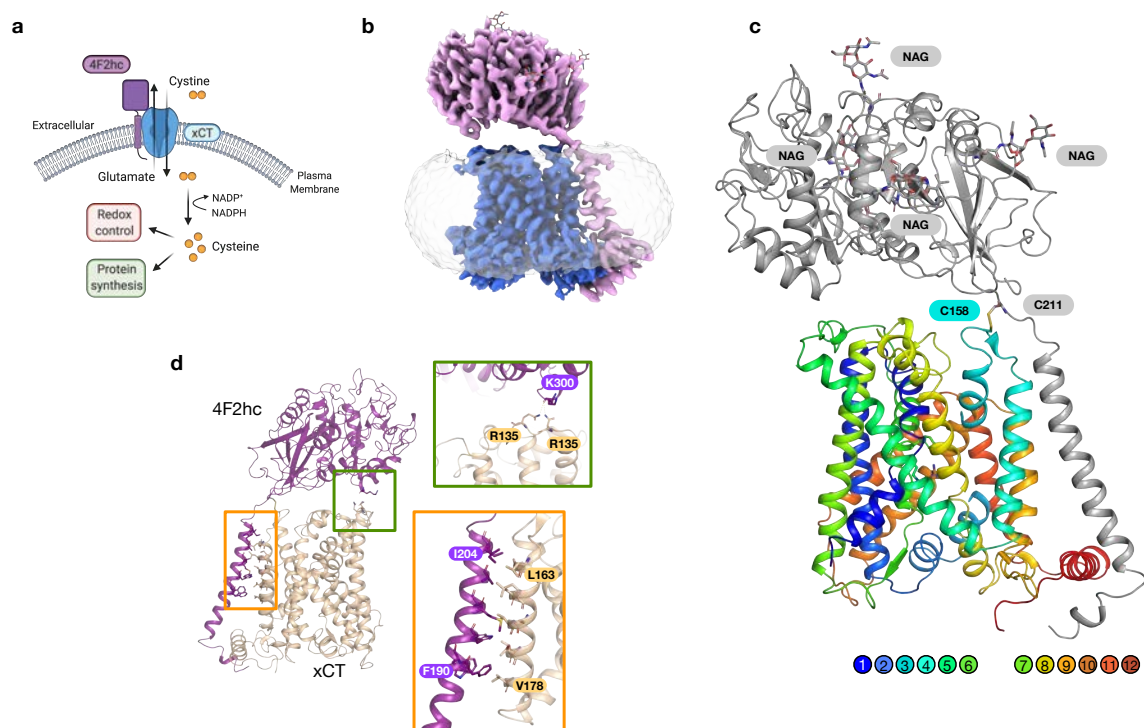 a
4F2hc
Cystine
Extracellular
xCT
Glutamate
Plasma
Membrane
NADP⁺
NADPH
Redox
control
Cysteine
Protein
synthesis
b
c
NAG
NAG
NAG
NAG
C158
C211
1 2 3 4 5 6 7 8 9 10 11 12
d
4F2hc
xCT
K300
R135
R135
I204
L163
F190
V178